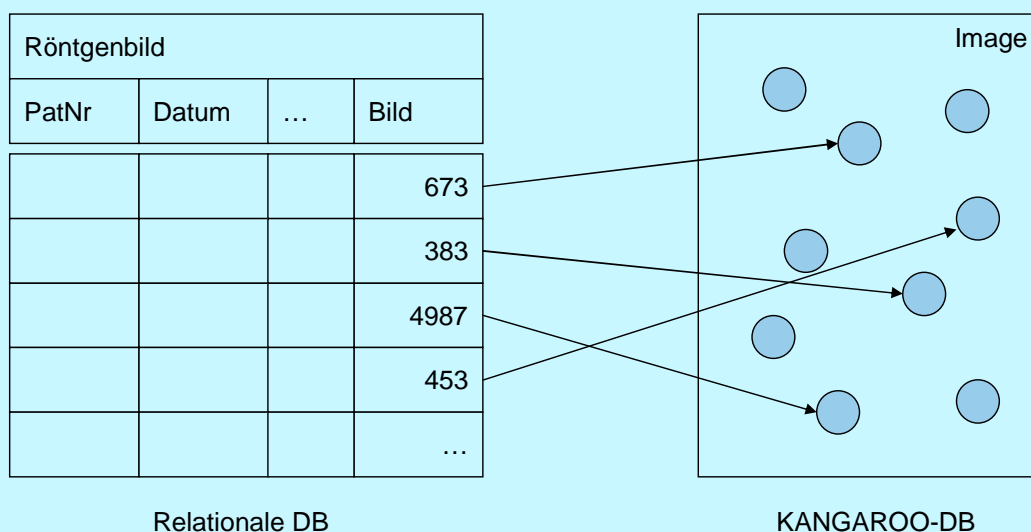 Röntgenbild
PatNr Datum … Bild
673
383
4987
453
…
Image
Relationale DB
KANGAROO-DB